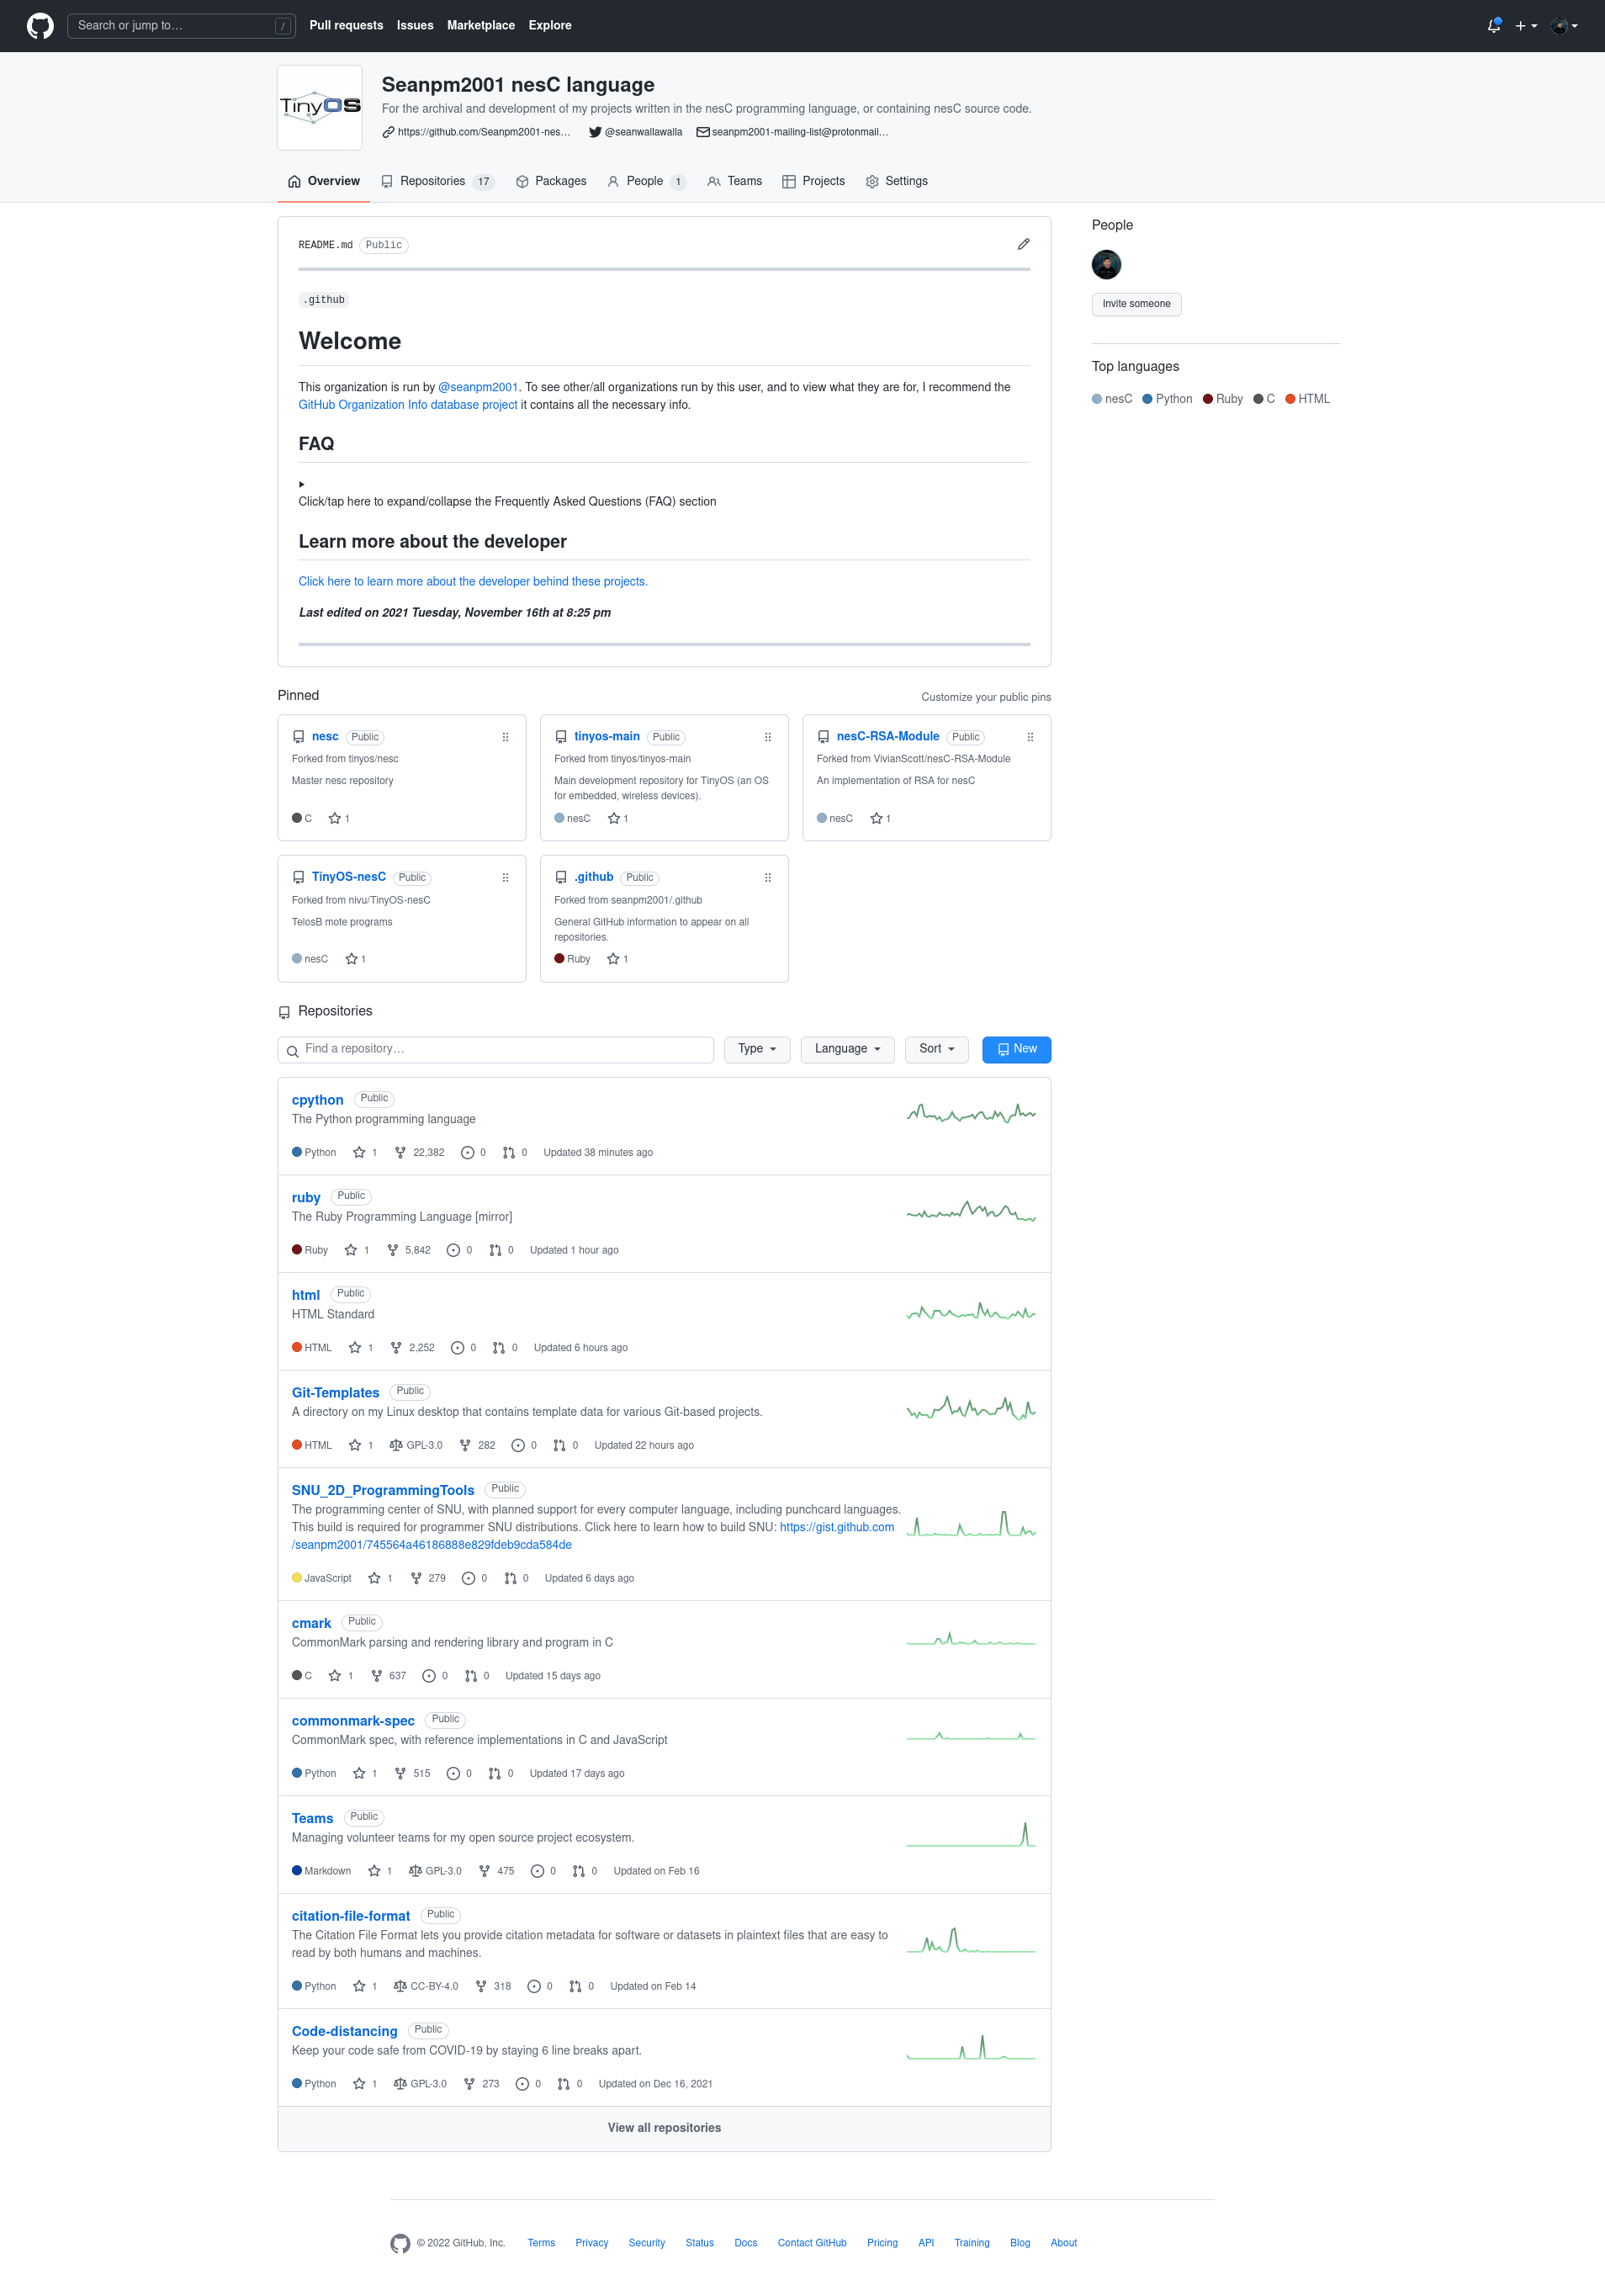 Search or jump to…
/
Pull requests
Issues
Marketplace
Explore
TinyOS
Seanpm2001 nesC language
For the archival and development of my projects written in the nesC programming language, or containing nesC source code.
https://github.com/Seanpm2001-nes…
@seanwallawalla
seanpm2001-mailing-list@protonmail…
Overview
Repositories 17
Packages
People 1
Teams
Projects
Settings
README.md Public
.github
Welcome
This organization is run by @seanpm2001. To see other/all organizations run by this user, and to view what they are for, I recommend the
GitHub Organization Info database project it contains all the necessary info.
FAQ
Click/tap here to expand/collapse the Frequently Asked Questions (FAQ) section
Learn more about the developer
Click here to learn more about the developer behind these projects.
Last edited on 2021 Tuesday, November 16th at 8:25 pm
People
Invite someone
Top languages
nesC Python Ruby C HTML
Pinned
Customize your public pins
nesc Public
Forked from tinyos/nesc
Master nesc repository
C 1
tinyos-main Public
Forked from tinyos/tinyos-main
Main development repository for TinyOS (an OS
for embedded, wireless devices).
nesC 1
nesC-RSA-Module Public
Forked from VivianScott/nesC-RSA-Module
An implementation of RSA for nesC
nesC 1
TinyOS-nesC Public
Forked from nivu/TinyOS-nesC
TelosB mote programs
nesC 1
.github Public
Forked from seanpm2001/.github
General GitHub information to appear on all
repositories.
Ruby 1
Repositories
Find a repository…
Type
Language
Sort
New
cpython Public
The Python programming language
Python 1 22,382 0 0 Updated 38 minutes ago
ruby Public
The Ruby Programming Language [mirror]
Ruby 1 5,842 0 0 Updated 1 hour ago
html Public
HTML Standard
HTML 1 2,252 0 0 Updated 6 hours ago
Git-Templates Public
A directory on my Linux desktop that contains template data for various Git-based projects.
HTML 1 GPL-3.0 282 0 0 Updated 22 hours ago
SNU_2D_ProgrammingTools Public
The programming center of SNU, with planned support for every computer language, including punchcard languages.
This build is required for programmer SNU distributions. Click here to learn how to build SNU: https://gist.github.com
/seanpm2001/745564a46186888e829fdeb9cda584de
JavaScript 1 279 0 0 Updated 6 days ago
cmark Public
CommonMark parsing and rendering library and program in C
C 1 637 0 0 Updated 15 days ago
commonmark-spec Public
CommonMark spec, with reference implementations in C and JavaScript
Python 1 515 0 0 Updated 17 days ago
Teams Public
Managing volunteer teams for my open source project ecosystem.
Markdown 1 GPL-3.0 475 0 0 Updated on Feb 16
citation-file-format Public
The Citation File Format lets you provide citation metadata for software or datasets in plaintext files that are easy to
read by both humans and machines.
Python 1 CC-BY-4.0 318 0 0 Updated on Feb 14
Code-distancing Public
Keep your code safe from COVID-19 by staying 6 line breaks apart.
Python 1 GPL-3.0 273 0 0 Updated on Dec 16, 2021
View all repositories
© 2022 GitHub, Inc.
Terms
Privacy
Security
Status
Docs
Contact GitHub
Pricing
API
Training
Blog
About